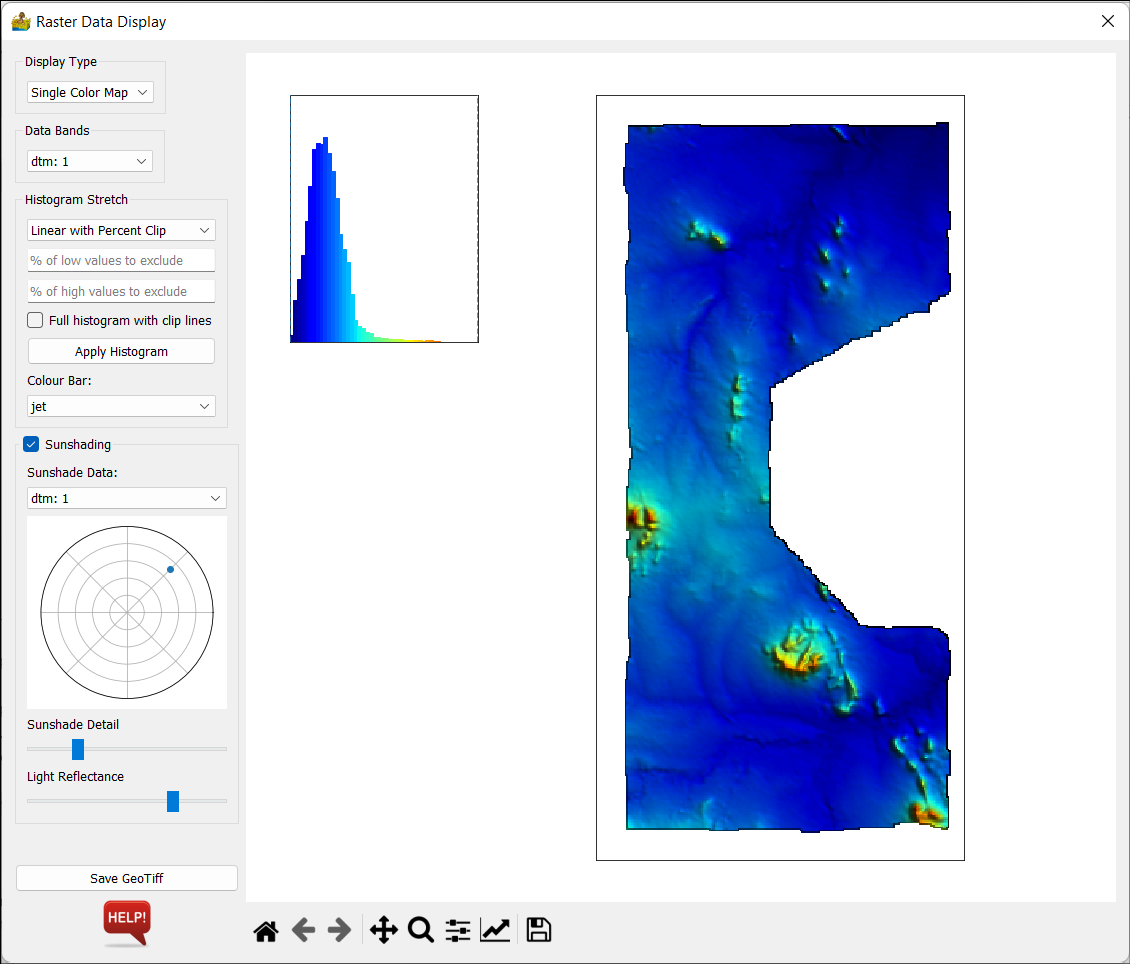 Raster Data Display
Display Type
Single Color Map
Data Bands
dtm: 1
Histogram Stretch
Linear with Percent Clip
% of low values to exclude
% of high values to exclude
Full histogram with clip lines
Apply Histogram
Colour Bar:
jet
Sunshading
Sunshade Data:
dtm: 1
Sunshade Detail
Light Reflectance
Save GeoTiff
HELP!